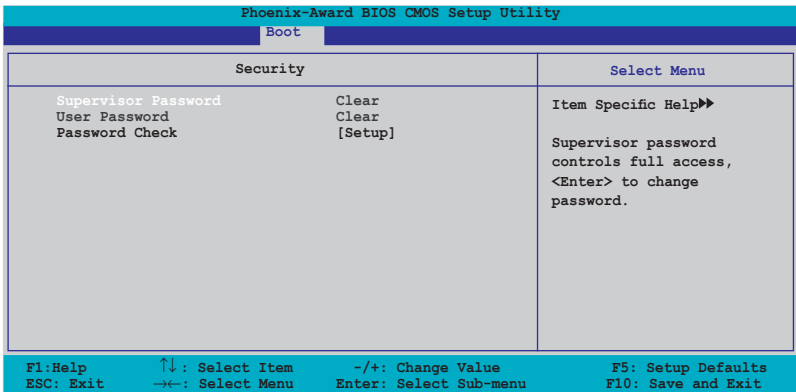 Phoenix-Award BIOS CMOS Setup Utility
Boot
Security
Select Menu
Supervisor Password Clear
User Password Clear
Password Check [Setup]
Item Specific Help▶▶
Supervisor password
controls full access,
<Enter> to change
password.
F1:Help ↑↓: Select Item -/+: Change Value F5: Setup Defaults
ESC: Exit →←: Select Menu Enter: Select Sub-menu F10: Save and Exit